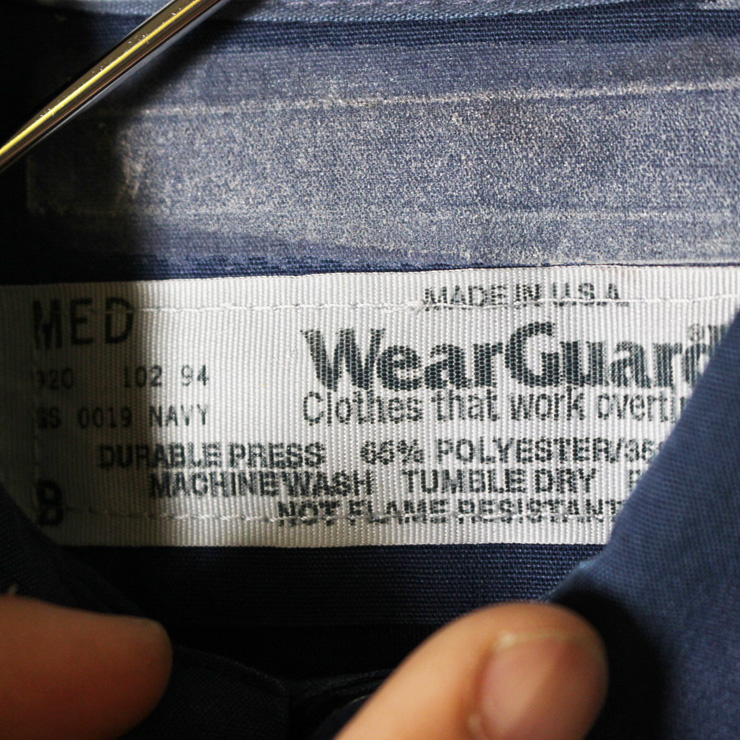 MADE IN U.S.A.
MED
WearGuard
920 102 94
Clothes that work overti
SS 0019 NAVY
DURABLE PRESS 65% POLYESTER/35
MACHINE WASH TUMBLE DRY
B
NOT FLAME RESISTANT